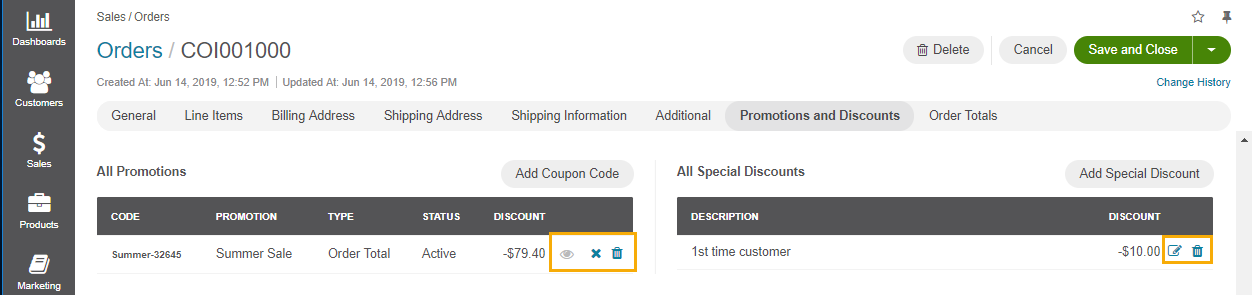 Dashboards
Customers
Sales
Products
Marketing
Sales / Orders
Orders / COI001000
Delete
Cancel
Save and Close
Created At: Jun 14, 2019, 12:52 PM | Updated At: Jun 14, 2019, 12:56 PM
Change History
General Line Items Billing Address Shipping Address Shipping Information Additional Promotions and Discounts Order Totals
All Promotions
Add Coupon Code
CODE PROMOTION TYPE STATUS DISCOUNT
Summer-32645 Summer Sale Order Total Active -$79.40
All Special Discounts
Add Special Discount
DESCRIPTION DISCOUNT
1st time customer -$10.00